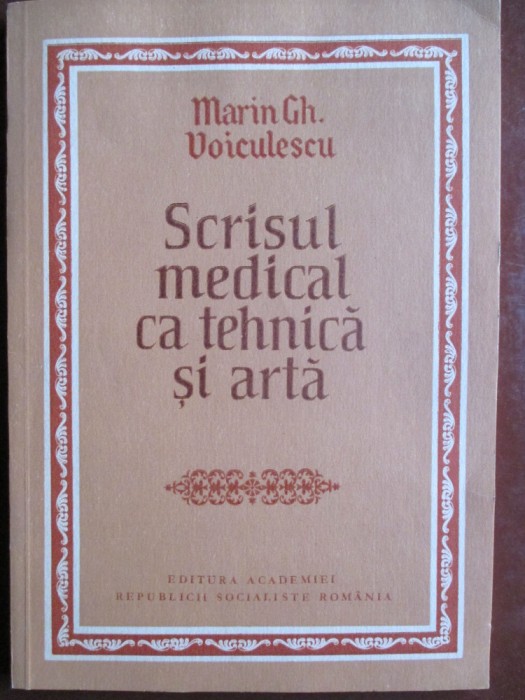 Marin Gh.
Voiculescu
Scrisul
medical
ca tehnică
și artă
EDITURA ACADEMIEI
REPUBLICII SOCIALISTE ROMÂNIA